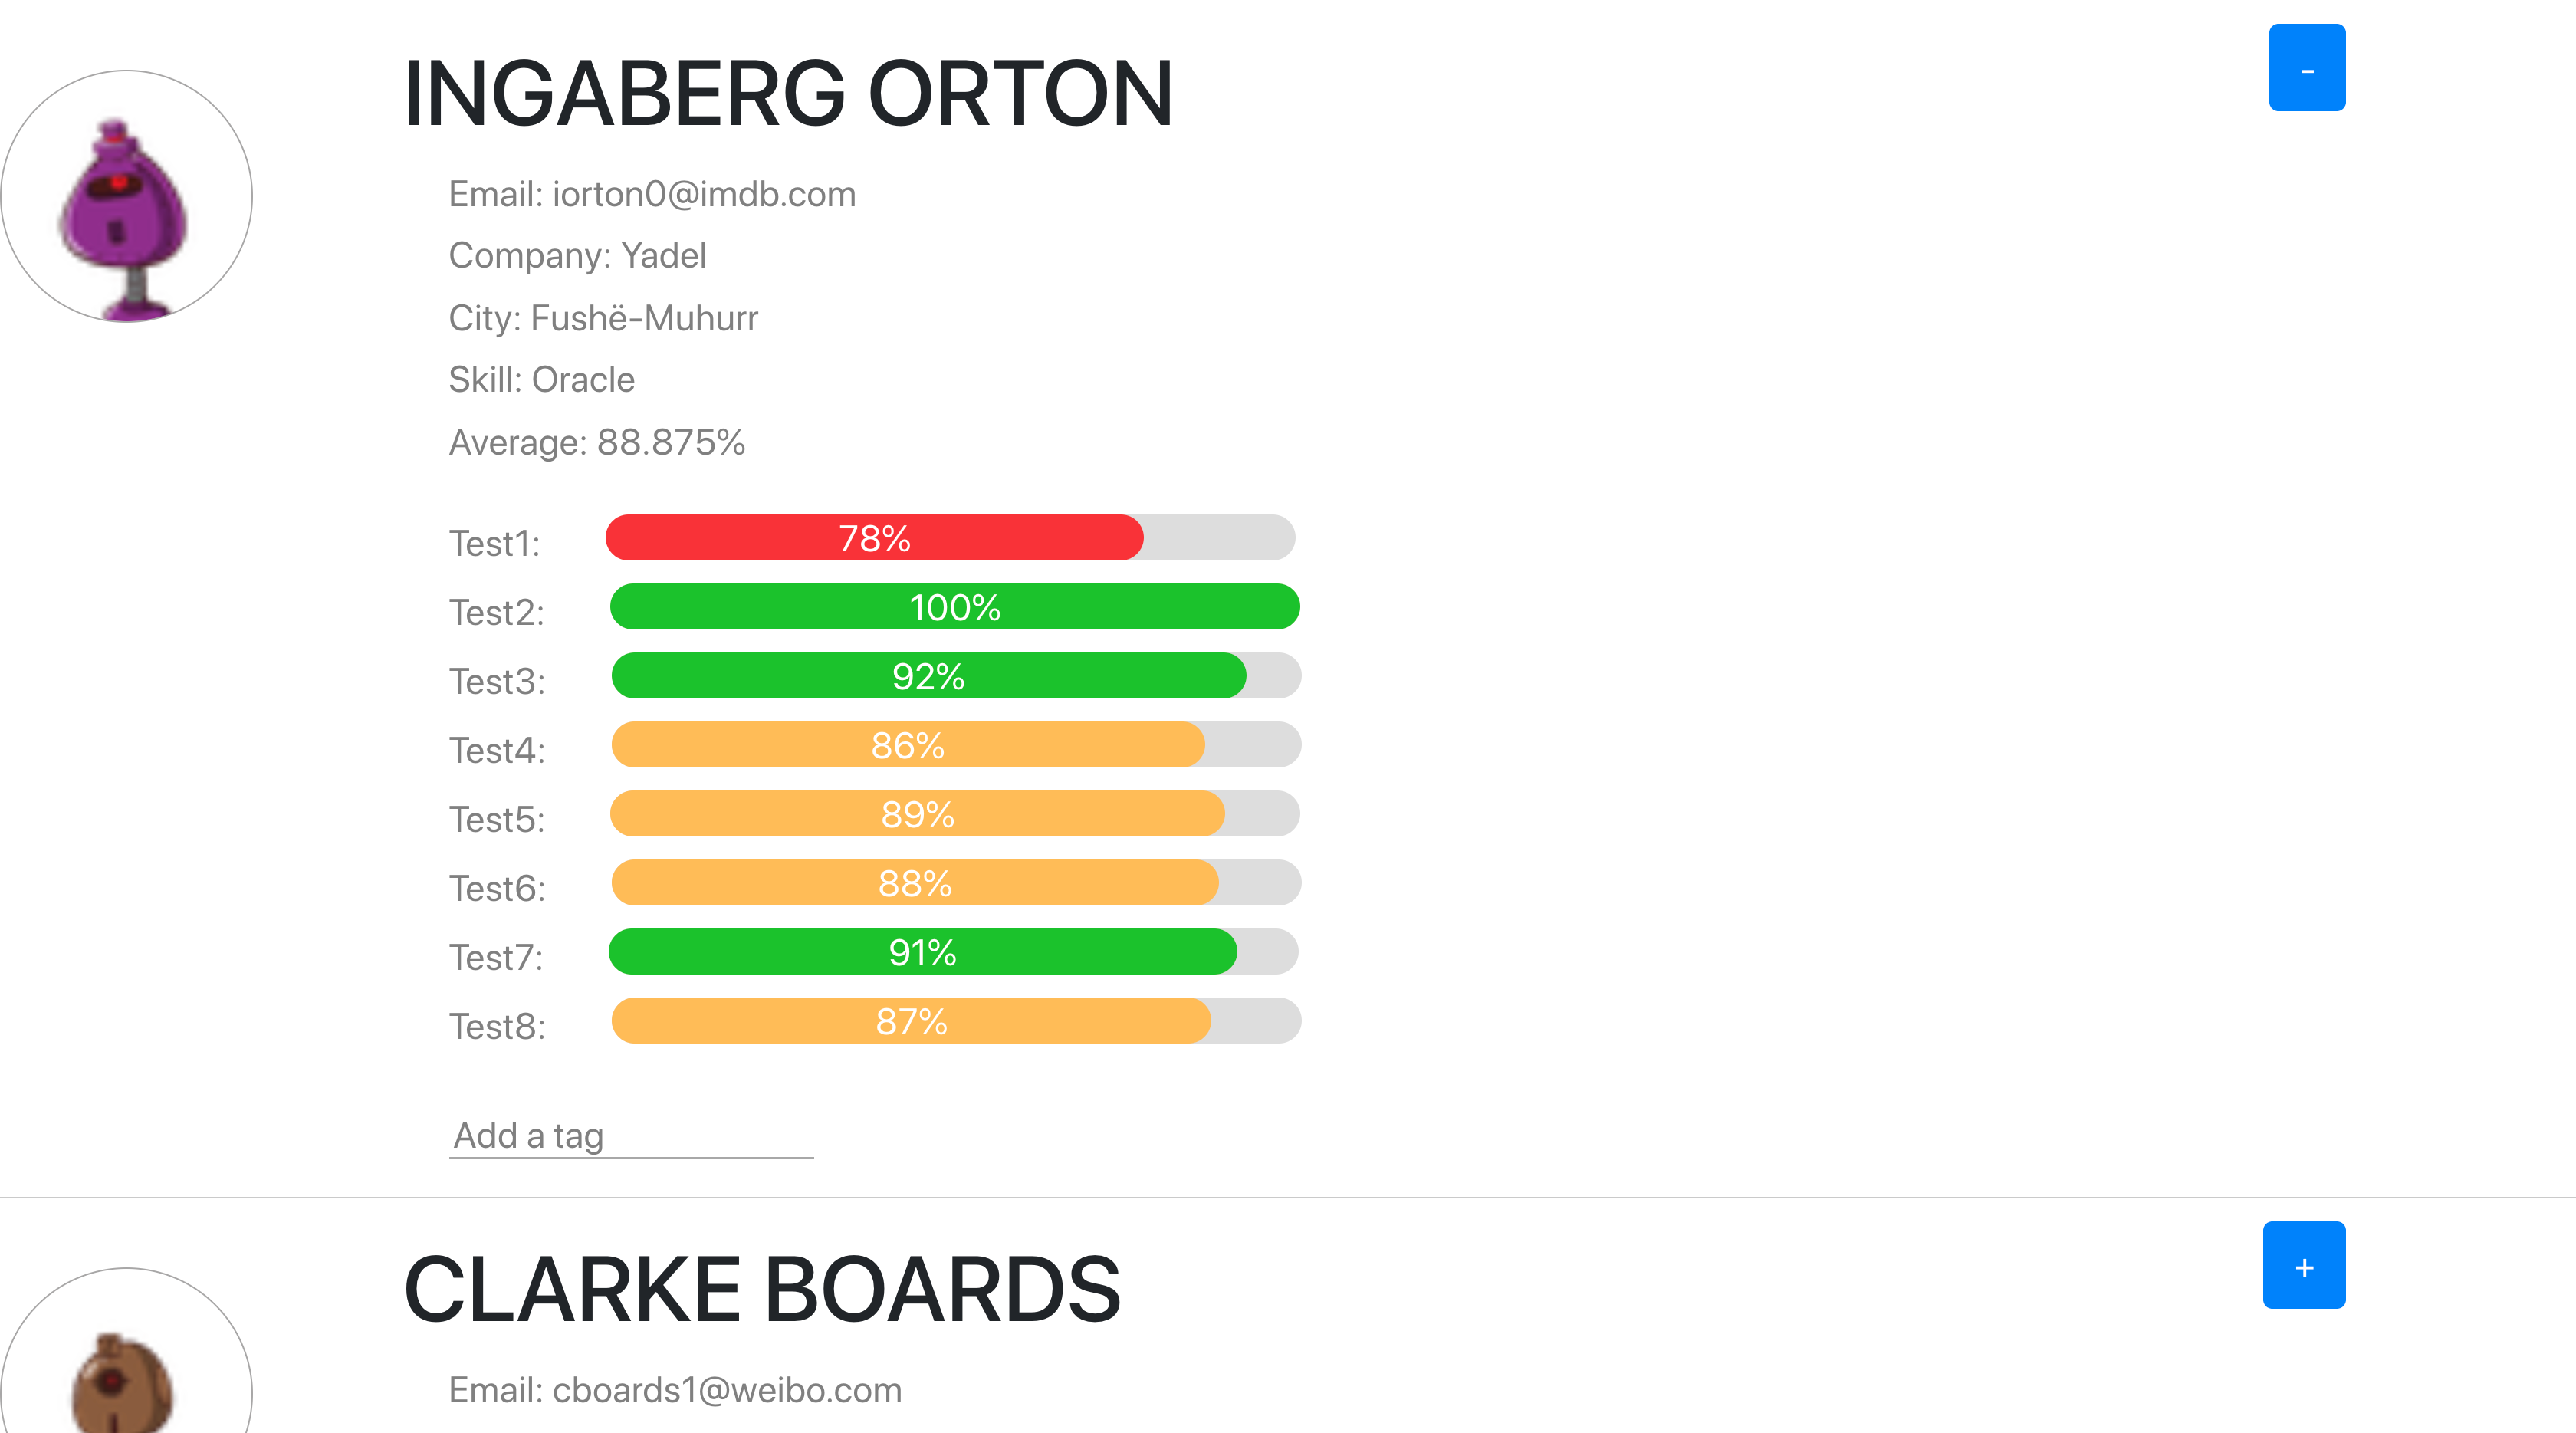 INGABERG ORTON
-
Email: iorton0@imdb.com
Company: Yadel
City: Fushë-Muhurr
Skill: Oracle
Average: 88.875%
Test1: 78%
Test2: 100%
Test3: 92%
Test4: 86%
Test5: 89%
Test6: 88%
Test7: 91%
Test8: 87%
Add a tag
CLARKE BOARDS
+
Email: cboards1@weibo.com